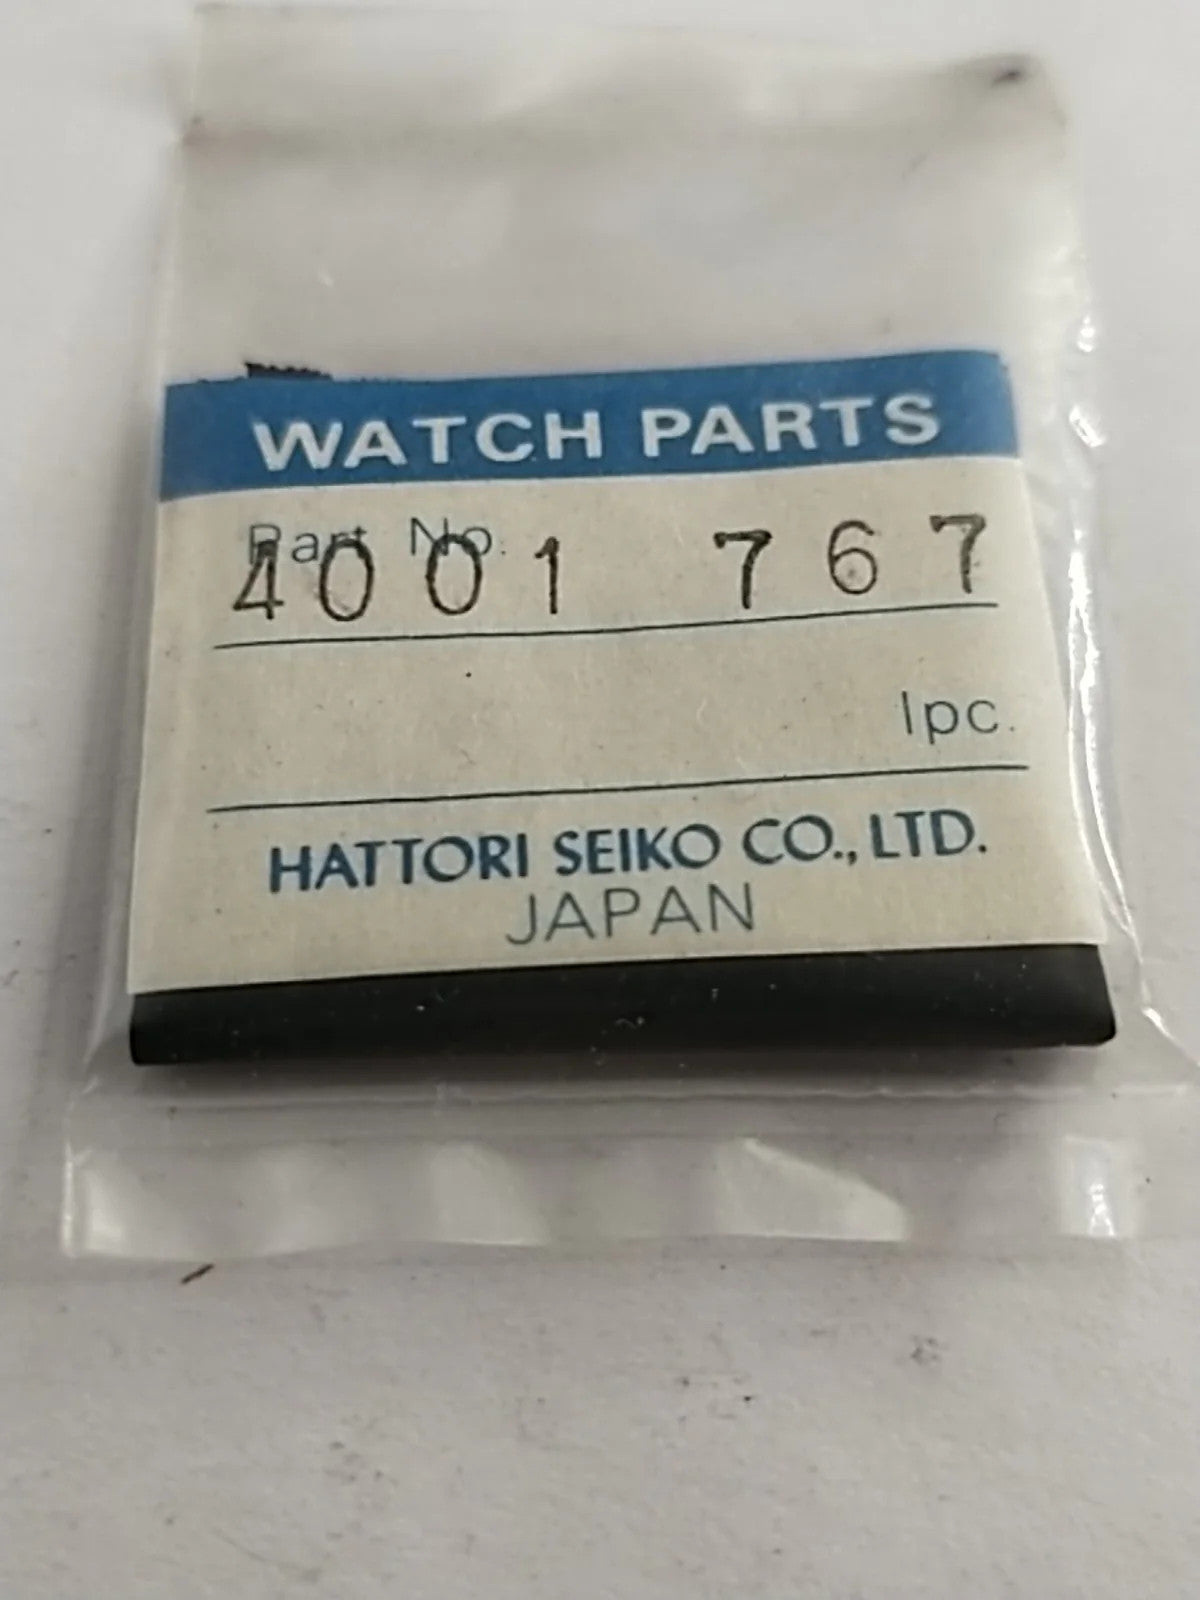 WATCH PARTS
Part No.
4001 767
1pc.
HATTORI SEIKO CO., LTD.
JAPAN